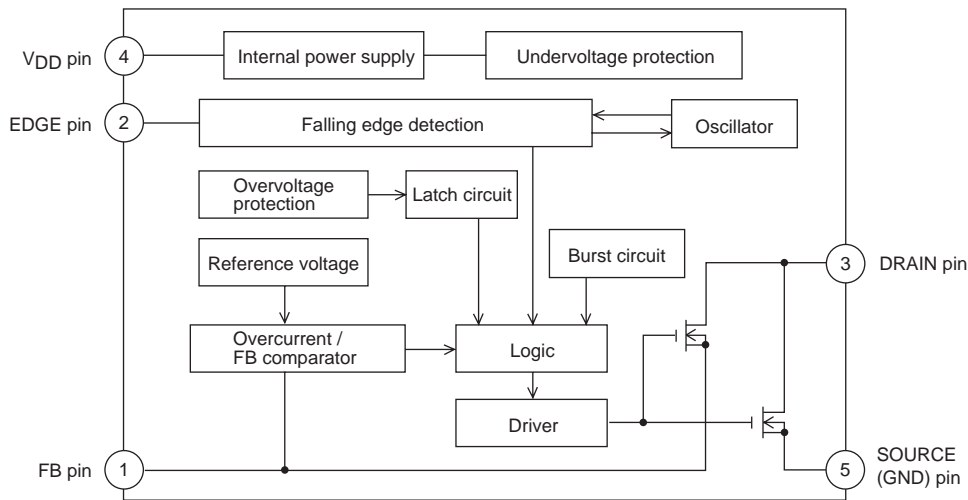 VDD pin
4
Internal power supply
Undervoltage protection
EDGE pin
2
Falling edge detection
Oscillator
Overvoltage
protection
Latch circuit
Reference voltage
Burst circuit
3
DRAIN pin
Overcurrent /
FB comparator
Logic
Driver
FB pin
1
5
SOURCE
(GND) pin